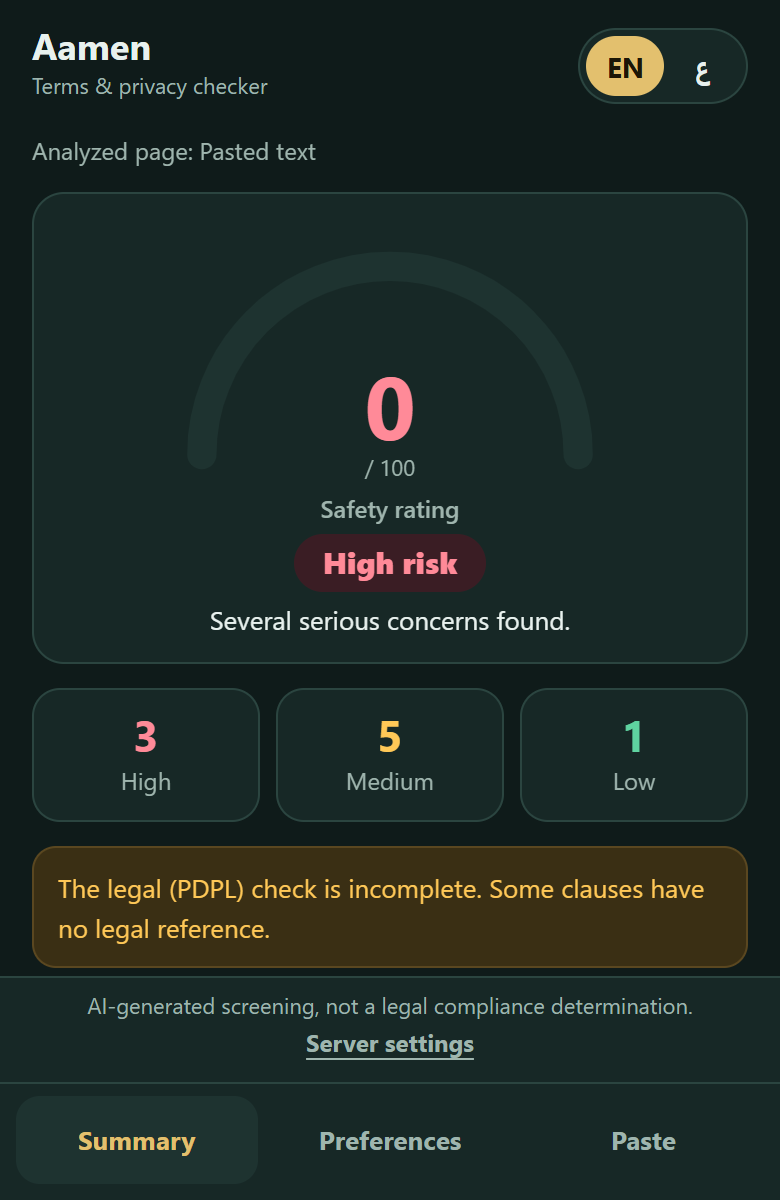 Aamen
Terms & privacy checker
EN
ع
Analyzed page: Pasted text
0
/ 100
Safety rating
High risk
Several serious concerns found.
3
High
5
Medium
1
Low
The legal (PDPL) check is incomplete. Some clauses have
no legal reference.
AI-generated screening, not a legal compliance determination.
Server settings
Summary
Preferences
Paste